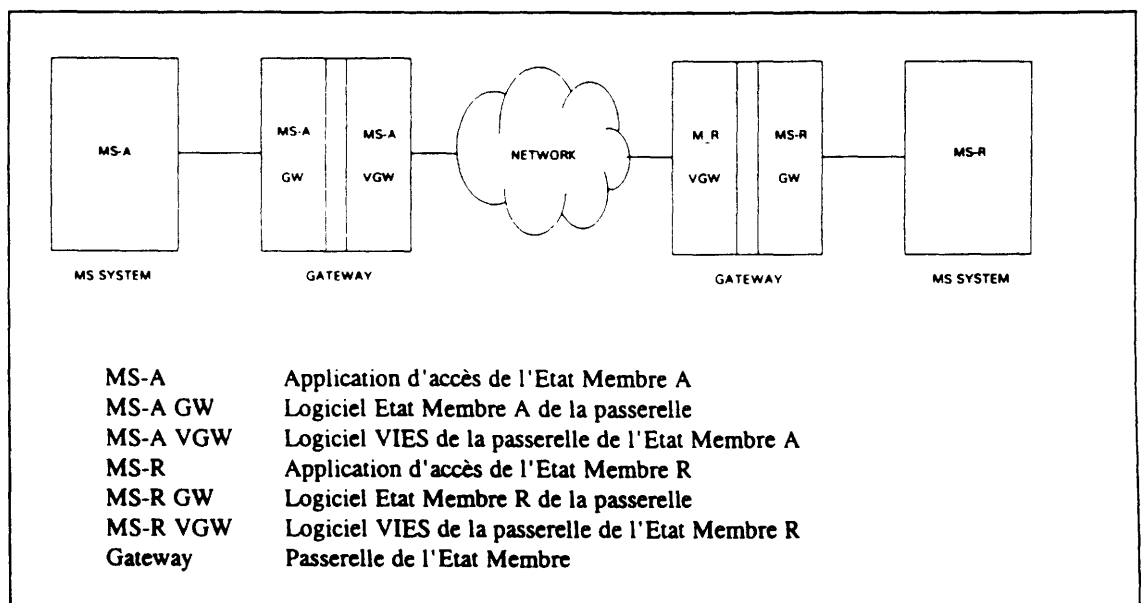 MS-A
MS-A
GW
MS-A
VGW
NETWORK
M_R
VGW
MS-R
GW
MS-R
MS SYSTEM
GATEWAY
GATEWAY
MS SYSTEM
MS-A Application d'accès de l'Etat Membre A
MS-A GW Logiciel Etat Membre A de la passerelle
MS-A VGW Logiciel VIES de la passerelle de l'Etat Membre A
MS-R Application d'accès de l'Etat Membre R
MS-R GW Logiciel Etat Membre R de la passerelle
MS-R VGW Logiciel VIES de la passerelle de l'Etat Membre R
Gateway Passerelle de l'Etat Membre